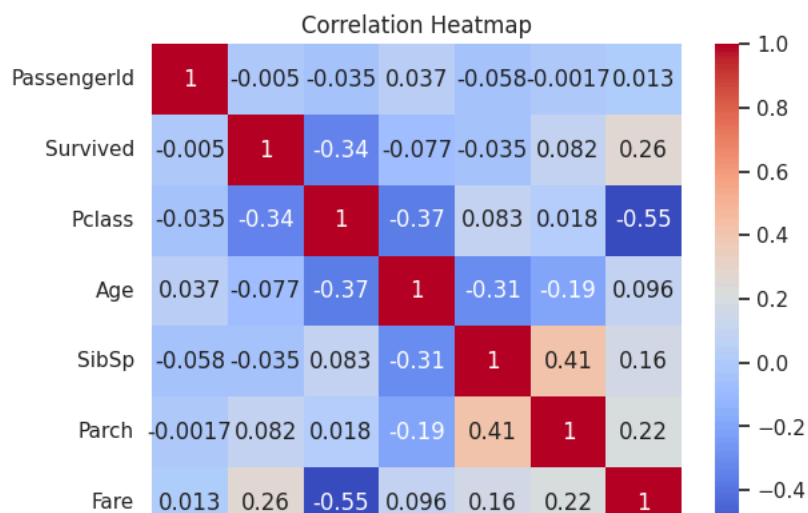 Correlation Heatmap
PassengerId 1 -0.005 -0.035 0.037 -0.058 -0.0017 0.013
Survived -0.005 1 -0.34 -0.077 -0.035 0.082 0.26
Pclass -0.035 -0.34 1 -0.37 0.083 0.018 -0.55
Age 0.037 -0.077 -0.37 1 -0.31 -0.19 0.096
SibSp -0.058 -0.035 0.083 -0.31 1 0.41 0.16
Parch -0.0017 0.082 0.018 -0.19 0.41 1 0.22
Fare 0.013 0.26 -0.55 0.096 0.16 0.22 1
1.0
0.8
0.6
0.4
0.2
0.0
−0.2
−0.4